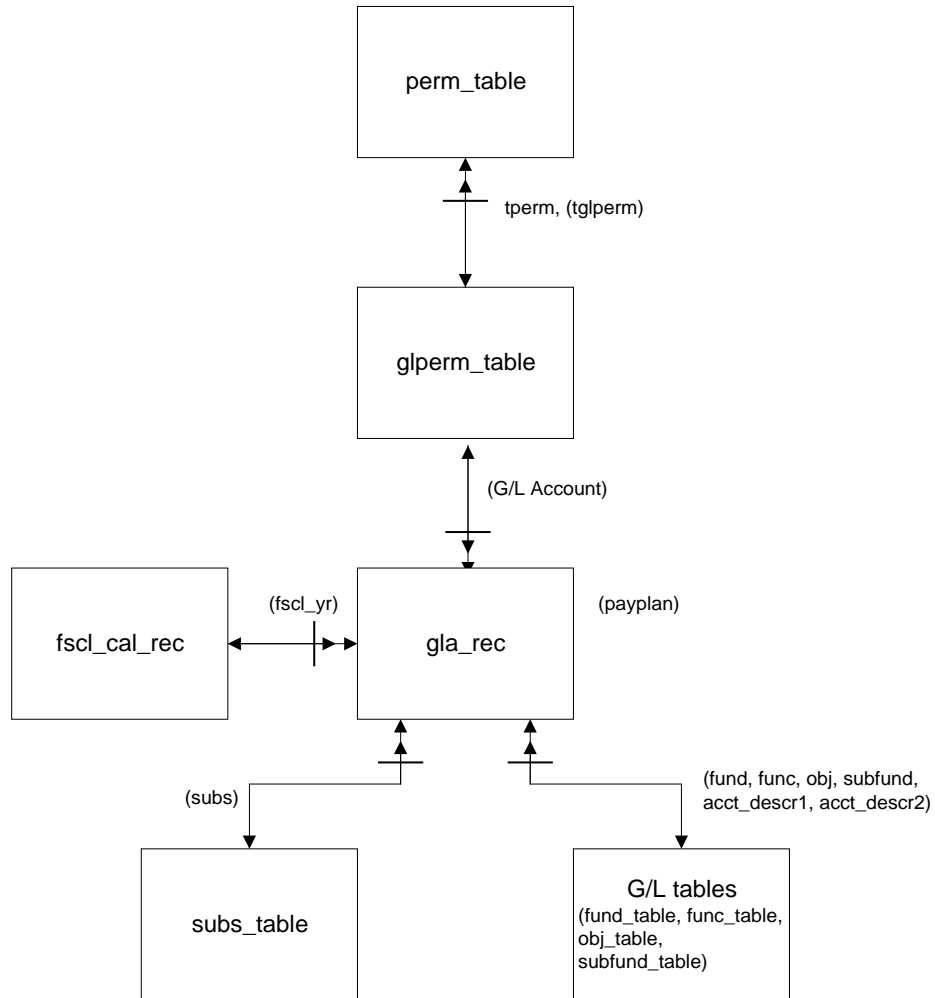 perm_table
tperm, (tglperm)
glperm_table
(G/L Account)
(fscl_yr)
(payplan)
fscl_cal_rec
gla_rec
(subs)
(fund, func, obj, subfund,
acct_descr1, acct_descr2)
subs_table
G/L tables
(fund_table, func_table,
obj_table,
subfund_table)